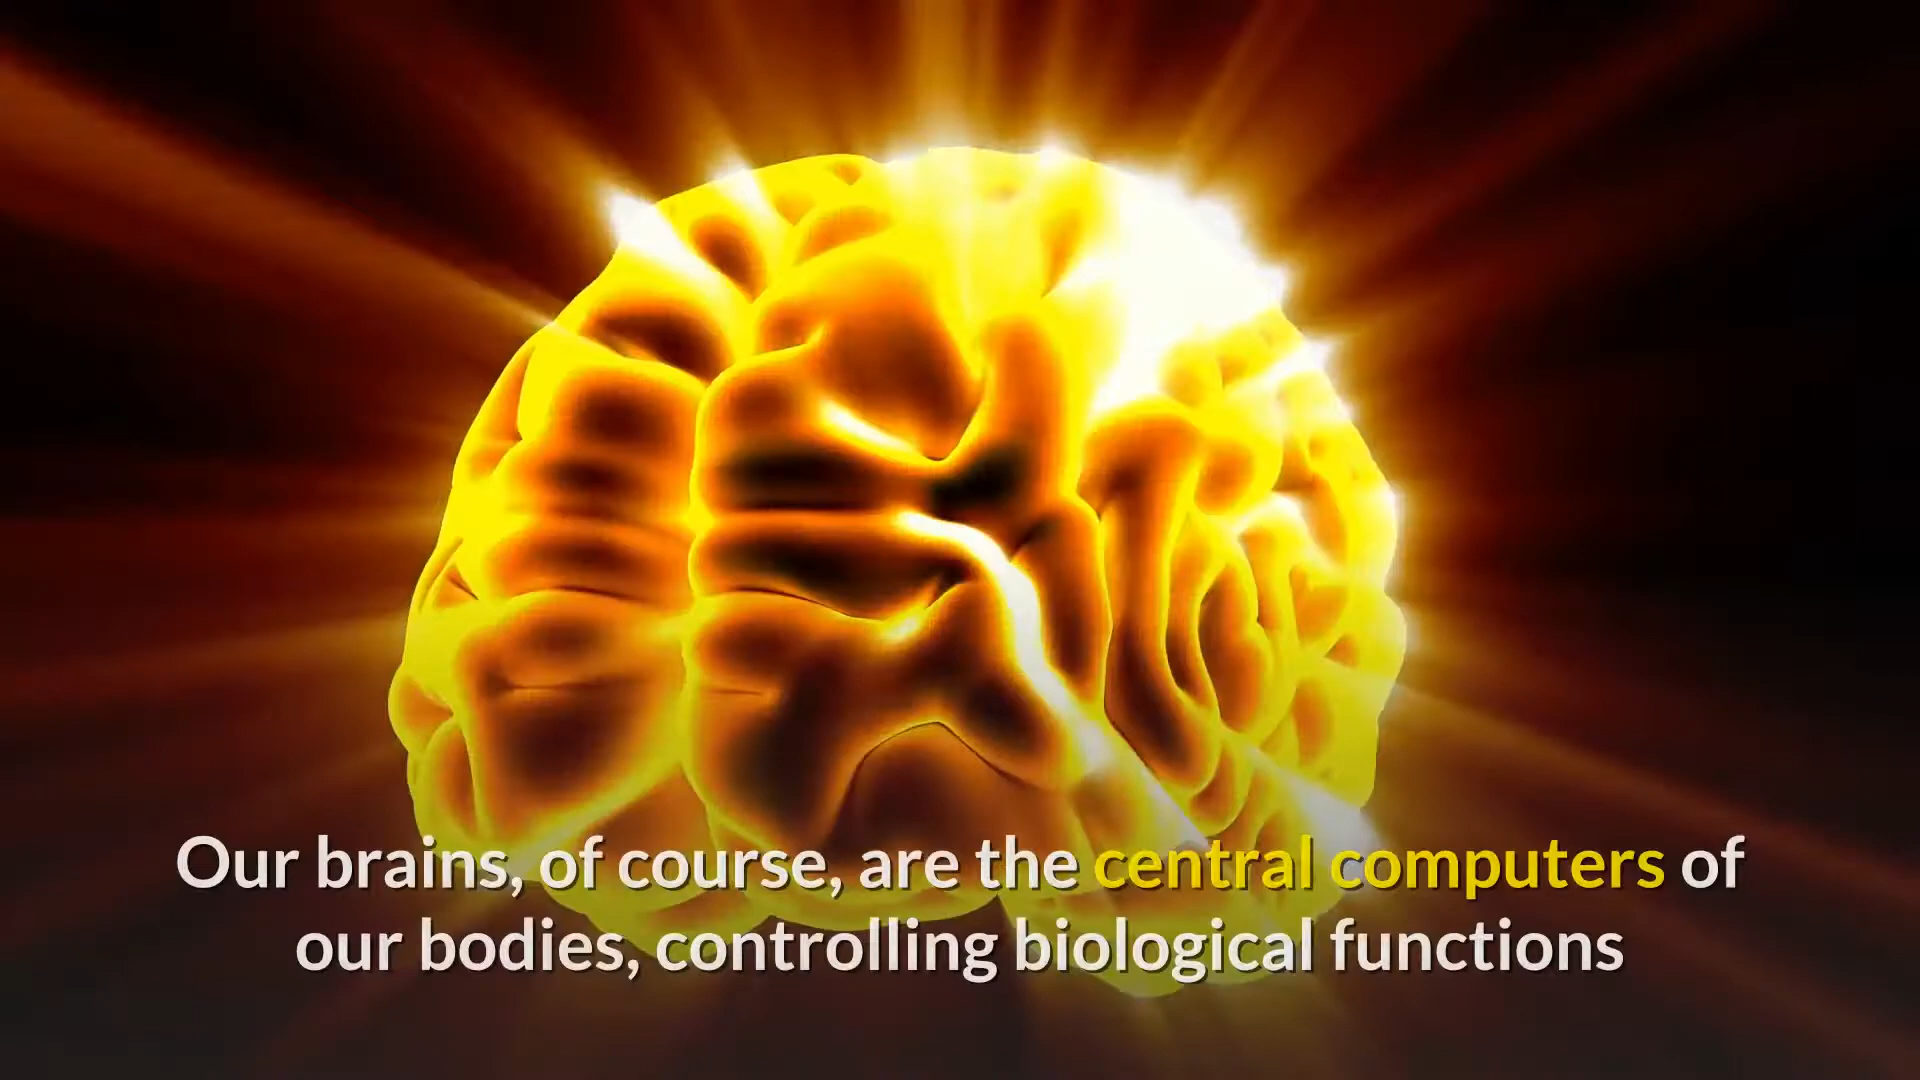 Our brains, of course, are the central computers of
our bodies, controlling biological functions